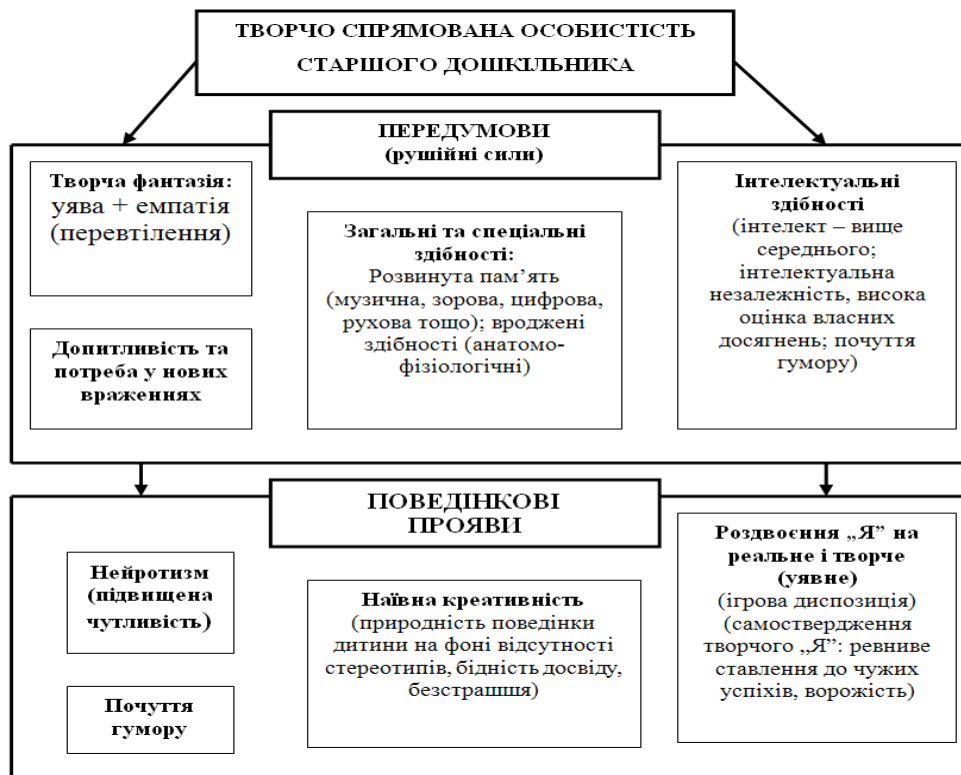 ТВОРЧО СПРЯМОВАНА ОСОБИСТІСТЬ
СТАРШОГО ДОШКІЛЬНИКА
ПЕРЕДУМОВИ
(рушійні сили)
Творча фантазія:
уява + емпатія
(перевтілення)
Допитливість та
потреба у нових
враженнях
Загальні та спеціальні
здібності:
Розвинута пам’ять
(музична, зорова, цифрова,
рухова тощо); вроджені
здібності (анатомо-
фізіологічні)
Інтелектуальні
здібності
(інтелект – вище
середнього;
інтелектуальна
незалежність, висока
оцінка власних
досягнень; почуття
гумору)
ПОВЕДІНКОВІ
ПРОЯВИ
Нейротизм
(підвищена
чутливість)
Почуття
гумору
Наївна креативність
(природність поведінки
дитини на фоні відсутності
стереотипів, бідність досвіду,
безстрашшя)
Роздвоєння „Я” на
реальне і творче
(уявне)
(ігрова диспозиція)
(самоствердження
творчого „Я”: ревниве
ставлення до чужих
успіхів, ворожість)